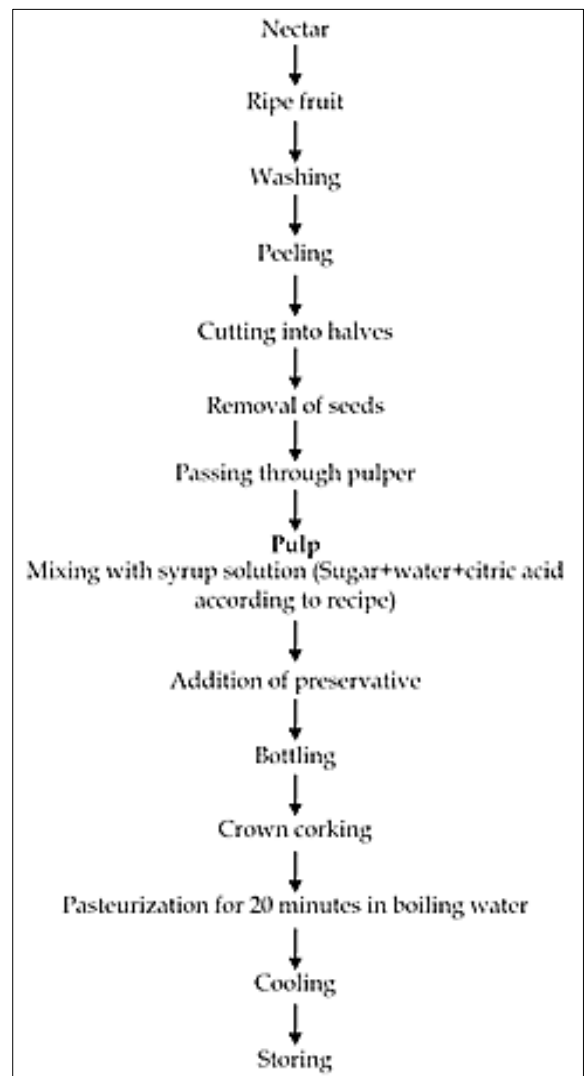 Nectar
Ripe fruit
Washing
Peeling
Cutting into halves
Removal of seeds
Passing through pulper
Pulp
Mixing with syrup solution (Sugar+water+citric acid
according to recipe)
Addition of preservative
Bottling
Crown corking
Pasteurization for 20 minutes in boiling water
Cooling
Storing